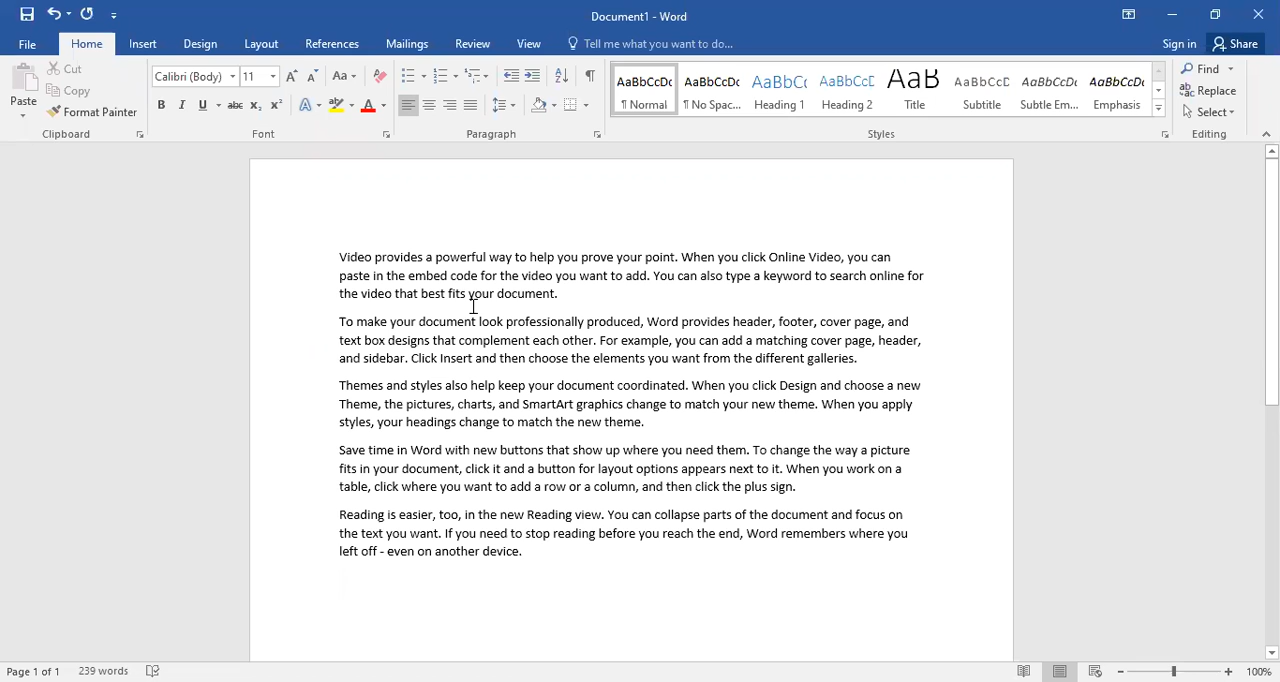 Document1 - Word
File Home Insert Design Layout References Mailings Review View Tell me what you want to do... Sign in Share
Paste
Cut
Copy
Format Painter
Clipboard
Calibri (Body) 11
Aa
B I U abc X₂ X²
A ab A
Font
Paragraph
AaBbCcDc AaBbCcDc AaBbCc AaBbCcD AaB AaBbCcD AaBbCcDc AaBbCcDc
¶ Normal ¶ No Spac... Heading 1 Heading 2 Title Subtitle Subtle Em... Emphasis
Styles
Find
Replace
Select
Editing
Video provides a powerful way to help you prove your point. When you click Online Video, you can
paste in the embed code for the video you want to add. You can also type a keyword to search online for
the video that best fits your document.
To make your document look professionally produced, Word provides header, footer, cover page, and
text box designs that complement each other. For example, you can add a matching cover page, header,
and sidebar. Click Insert and then choose the elements you want from the different galleries.
Themes and styles also help keep your document coordinated. When you click Design and choose a new
Theme, the pictures, charts, and SmartArt graphics change to match your new theme. When you apply
styles, your headings change to match the new theme.
Save time in Word with new buttons that show up where you need them. To change the way a picture
fits in your document, click it and a button for layout options appears next to it. When you work on a
table, click where you want to add a row or a column, and then click the plus sign.
Reading is easier, too, in the new Reading view. You can collapse parts of the document and focus on
the text you want. If you need to stop reading before you reach the end, Word remembers where you
left off - even on another device.
Page 1 of 1 239 words 100%